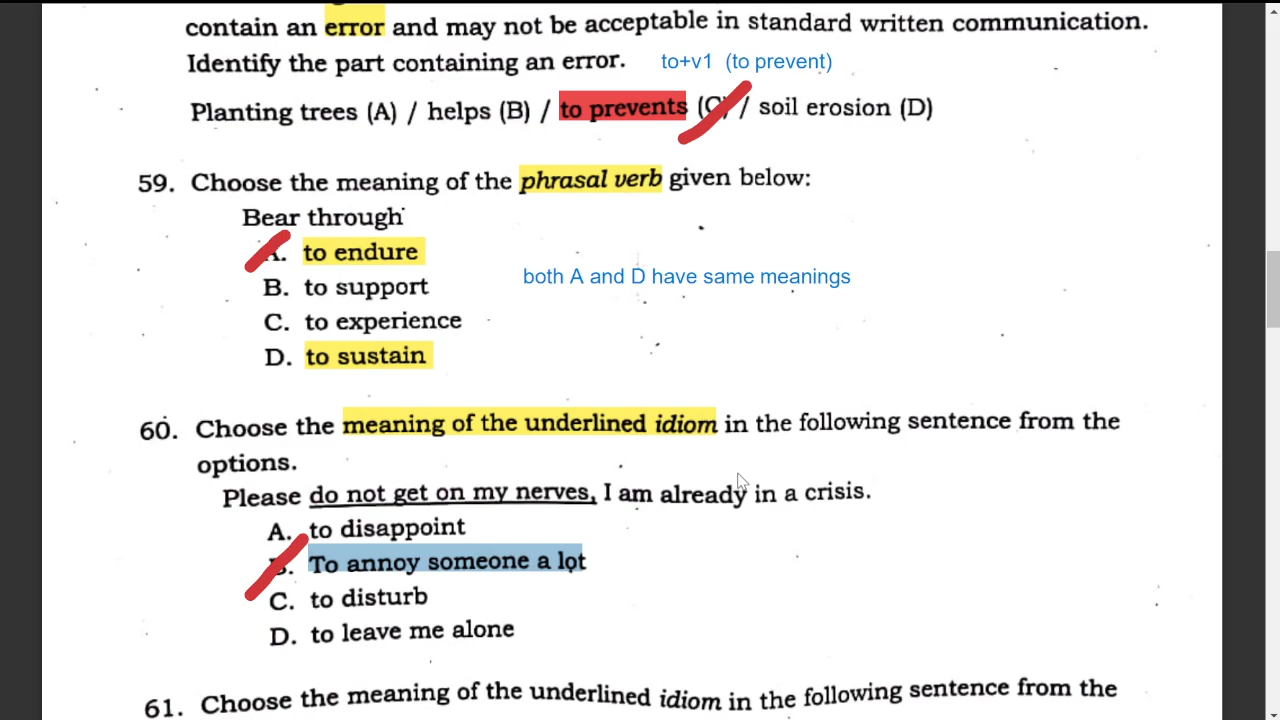 contain an error and may not be acceptable in standard written communication.
Identify the part containing an error. to+v1 (to prevent)
Planting trees (A) / helps (B) / to prevents (C) / soil erosion (D)
59. Choose the meaning of the phrasal verb given below:
Bear through
A. to endure
both A and D have same meanings
B. to support
C. to experience
D. to sustain
60. Choose the meaning of the underlined idiom in the following sentence from the
options.
Please do not get on my nerves, I am already in a crisis.
A. to disappoint
B. To annoy someone a lot
C. to disturb
D. to leave me alone
61. Choose the meaning of the underlined idiom in the following sentence from the